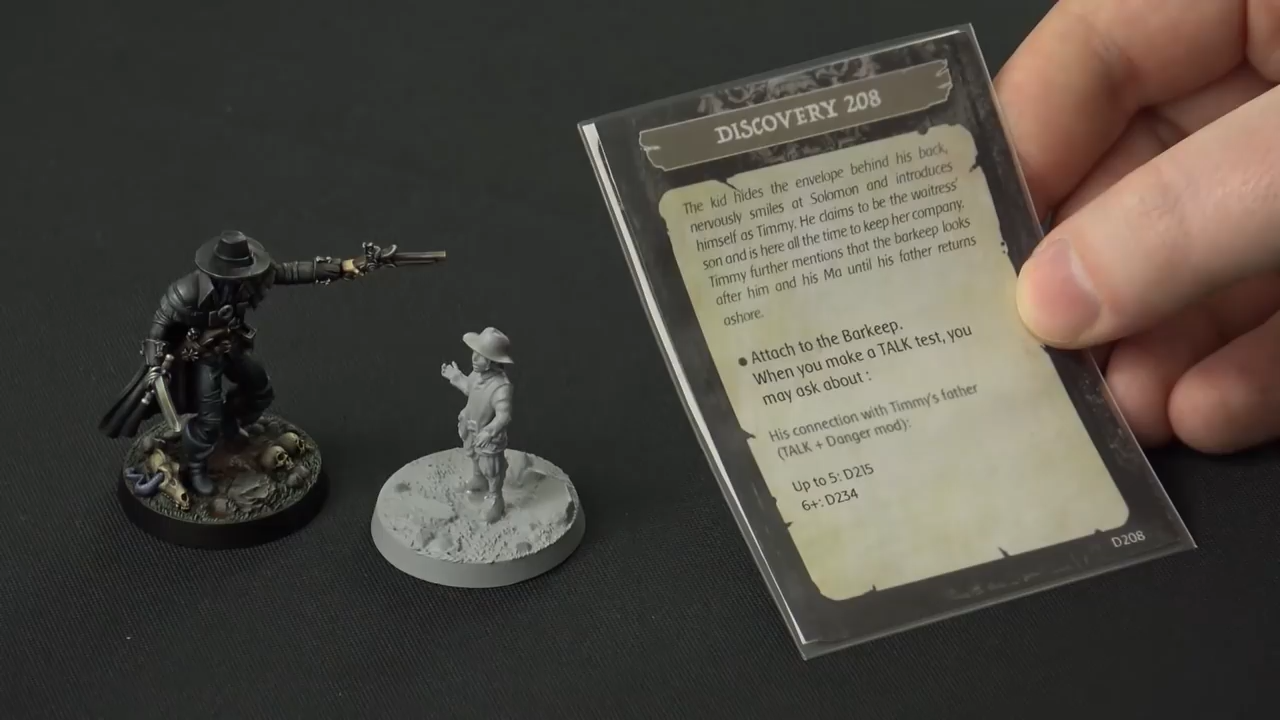 DISCOVERY 208
The kid hides the envelope behind his back,
nervously smiles at Solomon and introduces
himself as Timmy. He claims to be the waitress'
son and is here all the time to keep her company.
Timmy further mentions that the barkeep looks
after him and his Ma until his father returns
ashore.
● Attach to the Barkeep.
When you make a TALK test, you
may ask about :
His connection with Timmy's father
(TALK + Danger mod):
Up to 5: D215
6+: D234
D208